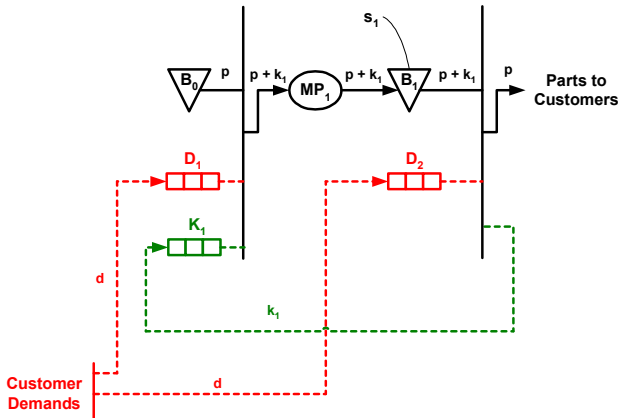 s1
B0
p
p + k1
MP1
p + k1
B1
p + k1
p
Parts to
Customers
D1
D2
K1
d
k1
d
Customer
Demands